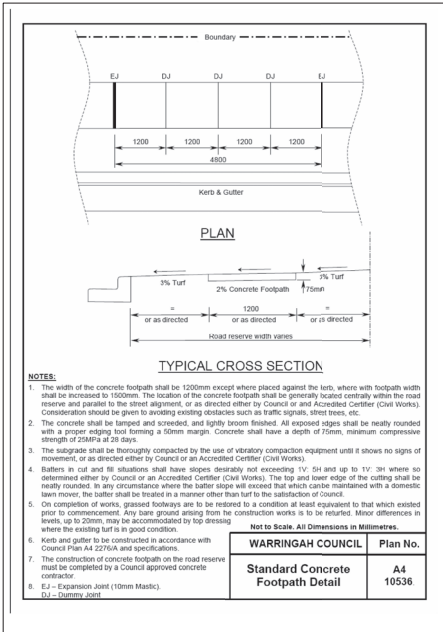 Boundary
EJ DJ DJ DJ EJ
1200 1200 1200 1200
4800
Kerb & Gutter
PLAN
3% Turf
2% Concrete Footpath
75mm
3% Turf
= 1200 =
or as directed or as directed or as directed
Road reserve width varies
TYPICAL CROSS SECTION
NOTES:
1. The width of the concrete footpath shall be 1200mm except where placed against the kerb, where with footpath width
shall be increased to 1500mm. The location of the concrete footpath shall be generally located centrally within the road
reserve and parallel to the street alignment, or as directed either by Council or and Accredited Certifier (Civil Works).
Consideration should be given to avoiding existing obstacles such as traffic signals, street trees, etc.
2. The concrete shall be tamped and screeded, and lightly broom finished. All exposed edges shall be neatly rounded
with a proper edging tool forming a 50mm margin. Concrete shall have a depth of 75mm, minimum compressive
strength of 25MPa at 28 days.
3. The subgrade shall be thoroughly compacted by the use of vibratory compaction equipment until it shows no signs of
movement, or as directed either by Council or an Accredited Certifier (Civil Works).
4. Batters in cut and fill situations shall have slopes desirably not exceeding 1V: 5H and up to 1V: 3H where so
determined either by Council or an Accredited Certifier (Civil Works). The top and lower edge of the cutting shall be
neatly rounded. In any circumstance where the batter slope will exceed that which can be maintained with a domestic
lawn mover, the batter shall be treated in a manner other than turf to the satisfaction of Council.
5. On completion of works, grassed footways are to be restored to a condition at least equivalent to that which existed
prior to commencement. Any bare ground arising from he construction works is to be returfed. Minor differences in
levels, up to 20mm, may be accommodated by top dressing
where the existing turf is in good condition.
6. Kerb and gutter to be constructed in accordance with
Council Plan A4 2276/A and specifications.
7. The construction of concrete footpath on the road reserve
must be completed by a Council approved concrete
contractor.
8. EJ – Expansion Joint (10mm Mastic).
DJ – Dummy Joint
Not to Scale. All Dimensions in Millimetres.
WARRINGAH COUNCIL Plan No.
Standard Concrete
Footpath Detail
A4
10536